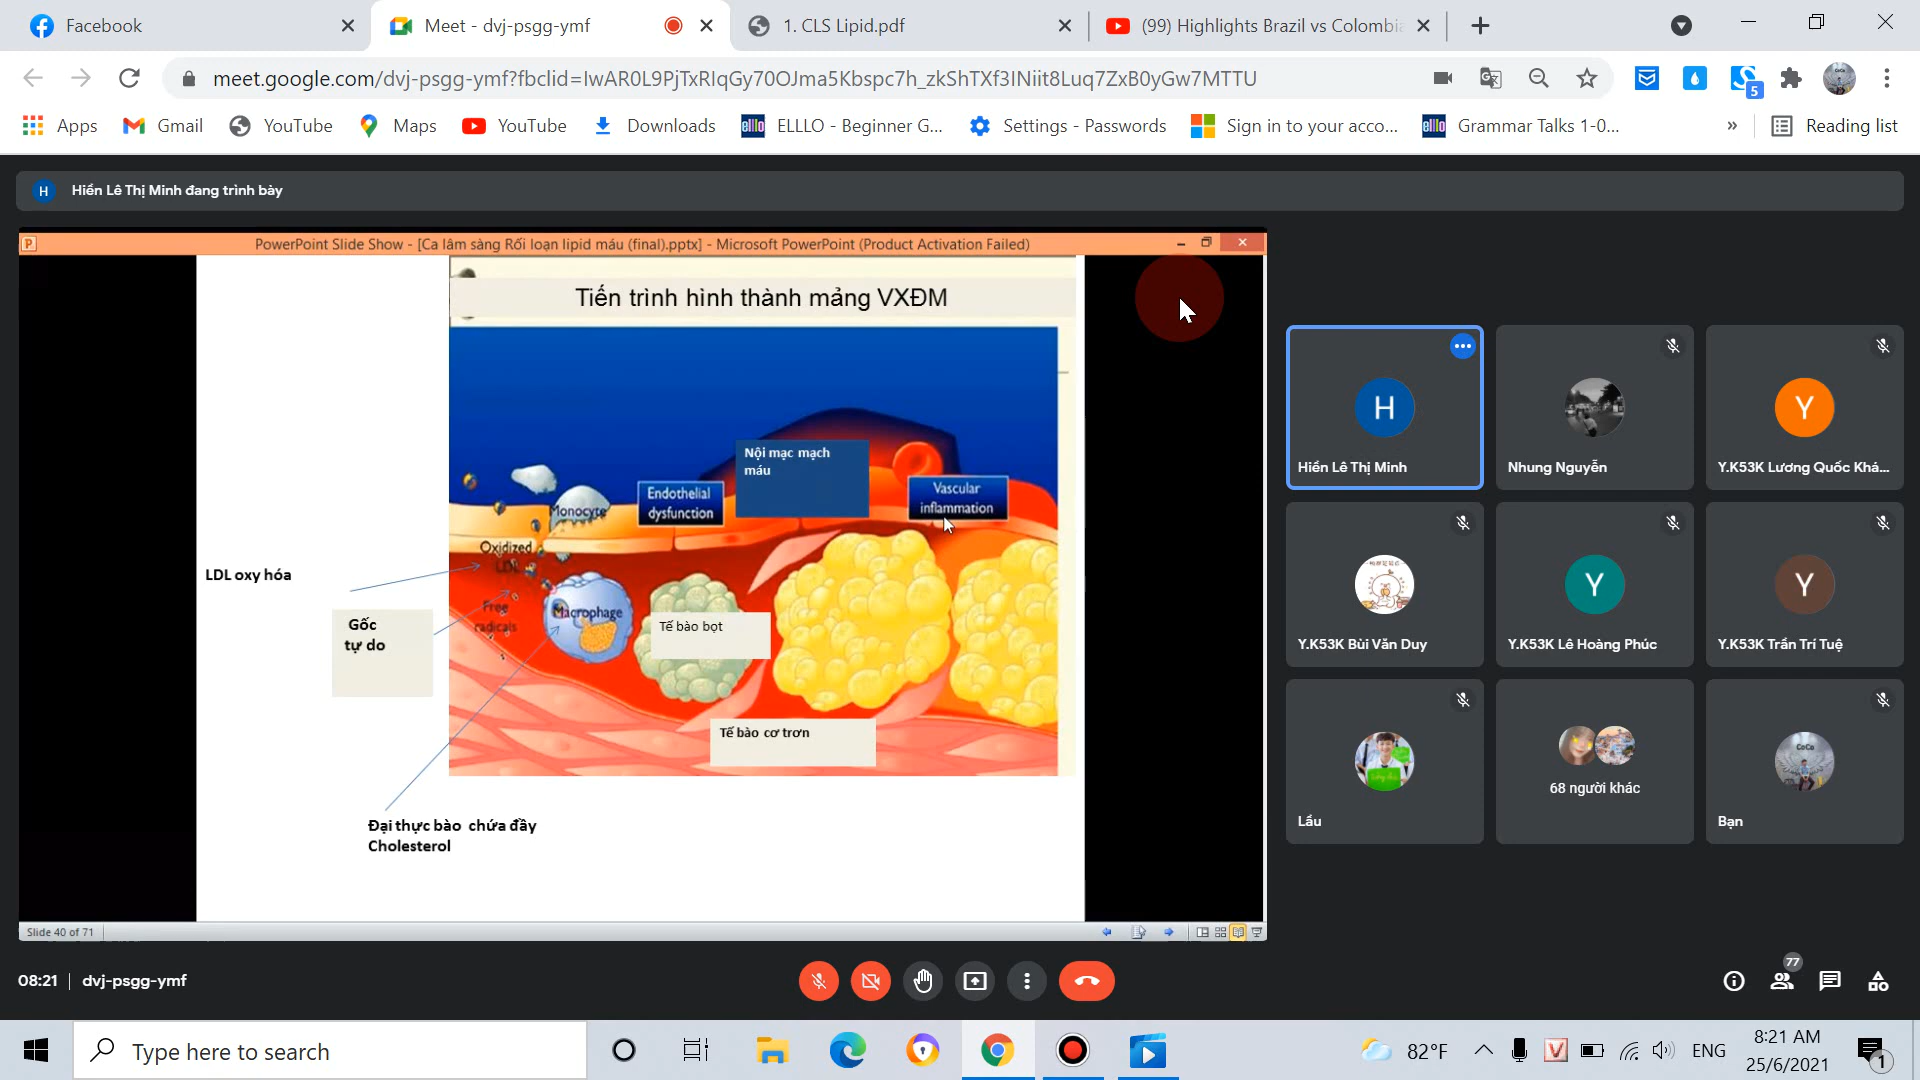 Facebook
Meet - dvj-psgg-ymf
1. CLS Lipid.pdf
(99) Highlights Brazil vs Colombia
meet.google.com/dvj-psgg-ymf?fbclid=IwAR0L9PjTxRIqGy70OJma5Kbspc7h_zkShTXf3INiit8Luq7ZxB0yGw7MTTU
5
Apps
Gmail
YouTube
Maps
YouTube
Downloads
elllo
ELLLO - Beginner G...
Settings - Passwords
Sign in to your acco...
elllo
Grammar Talks 1-0...
»
Reading list
H
Hiền Lê Thị Minh đang trình bày
PowerPoint Slide Show - [Ca lâm sàng Rối loạn lipid máu (final).pptx] - Microsoft PowerPoint (Product Activation Failed)
Tiến trình hình thành mảng VXĐM
Nội mạc mạch
máu
Endothelial
dysfunction
Vascular
inflammation
Monocyte
Oxidized
LDL
LDL oxy hóa
Free
radicals
Macrophage
Gốc
tự do
Tế bào bọt
Tế bào cơ trơn
Đại thực bào chứa đầy
Cholesterol
Slide 40 of 71
H
Hiền Lê Thị Minh
Nhung Nguyễn
Y
Y.K53K Lương Quốc Khá...
Y.K53K Bùi Văn Duy
Y
Y.K53K Lê Hoàng Phúc
Y
Y.K53K Trần Trí Tuệ
Lầu
68 người khác
CoCo
Bạn
08:21 | dvj-psgg-ymf
77
Type here to search
82°F
ENG
8:21 AM
25/6/2021
1